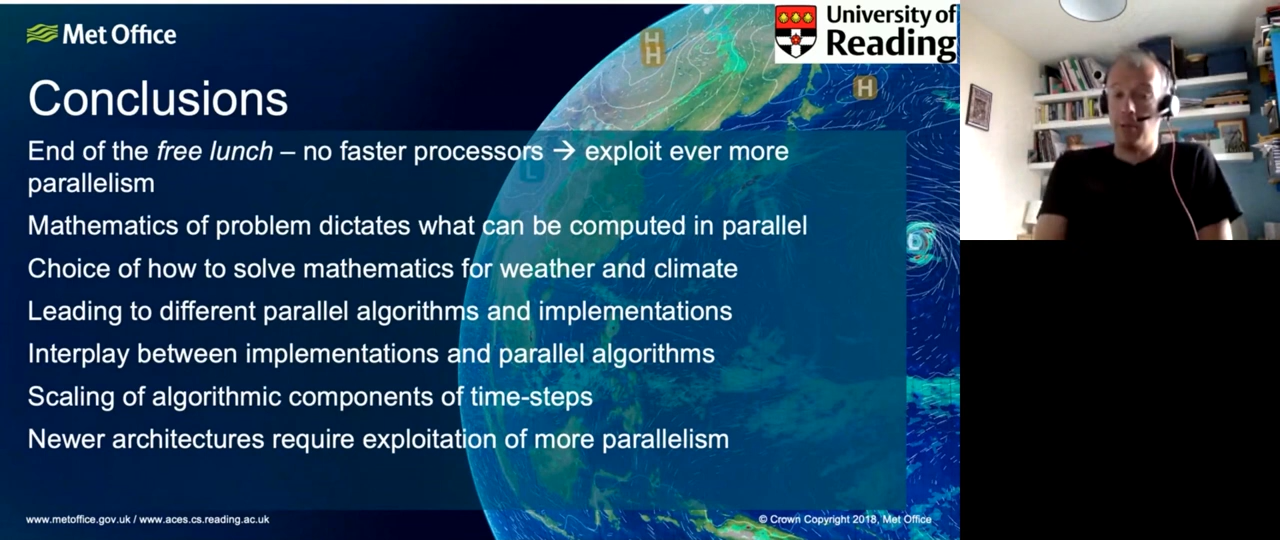 Met Office
University of
Reading
H
H
H
Conclusions
End of the free lunch – no faster processors → exploit ever more
parallelism
L
Mathematics of problem dictates what can be computed in parallel
L
Choice of how to solve mathematics for weather and climate
Leading to different parallel algorithms and implementations
Interplay between implementations and parallel algorithms
Scaling of algorithmic components of time-steps
Newer architectures require exploitation of more parallelism
www.metoffice.gov.uk / www.aces.cs.reading.ac.uk
© Crown Copyright 2018, Met Office